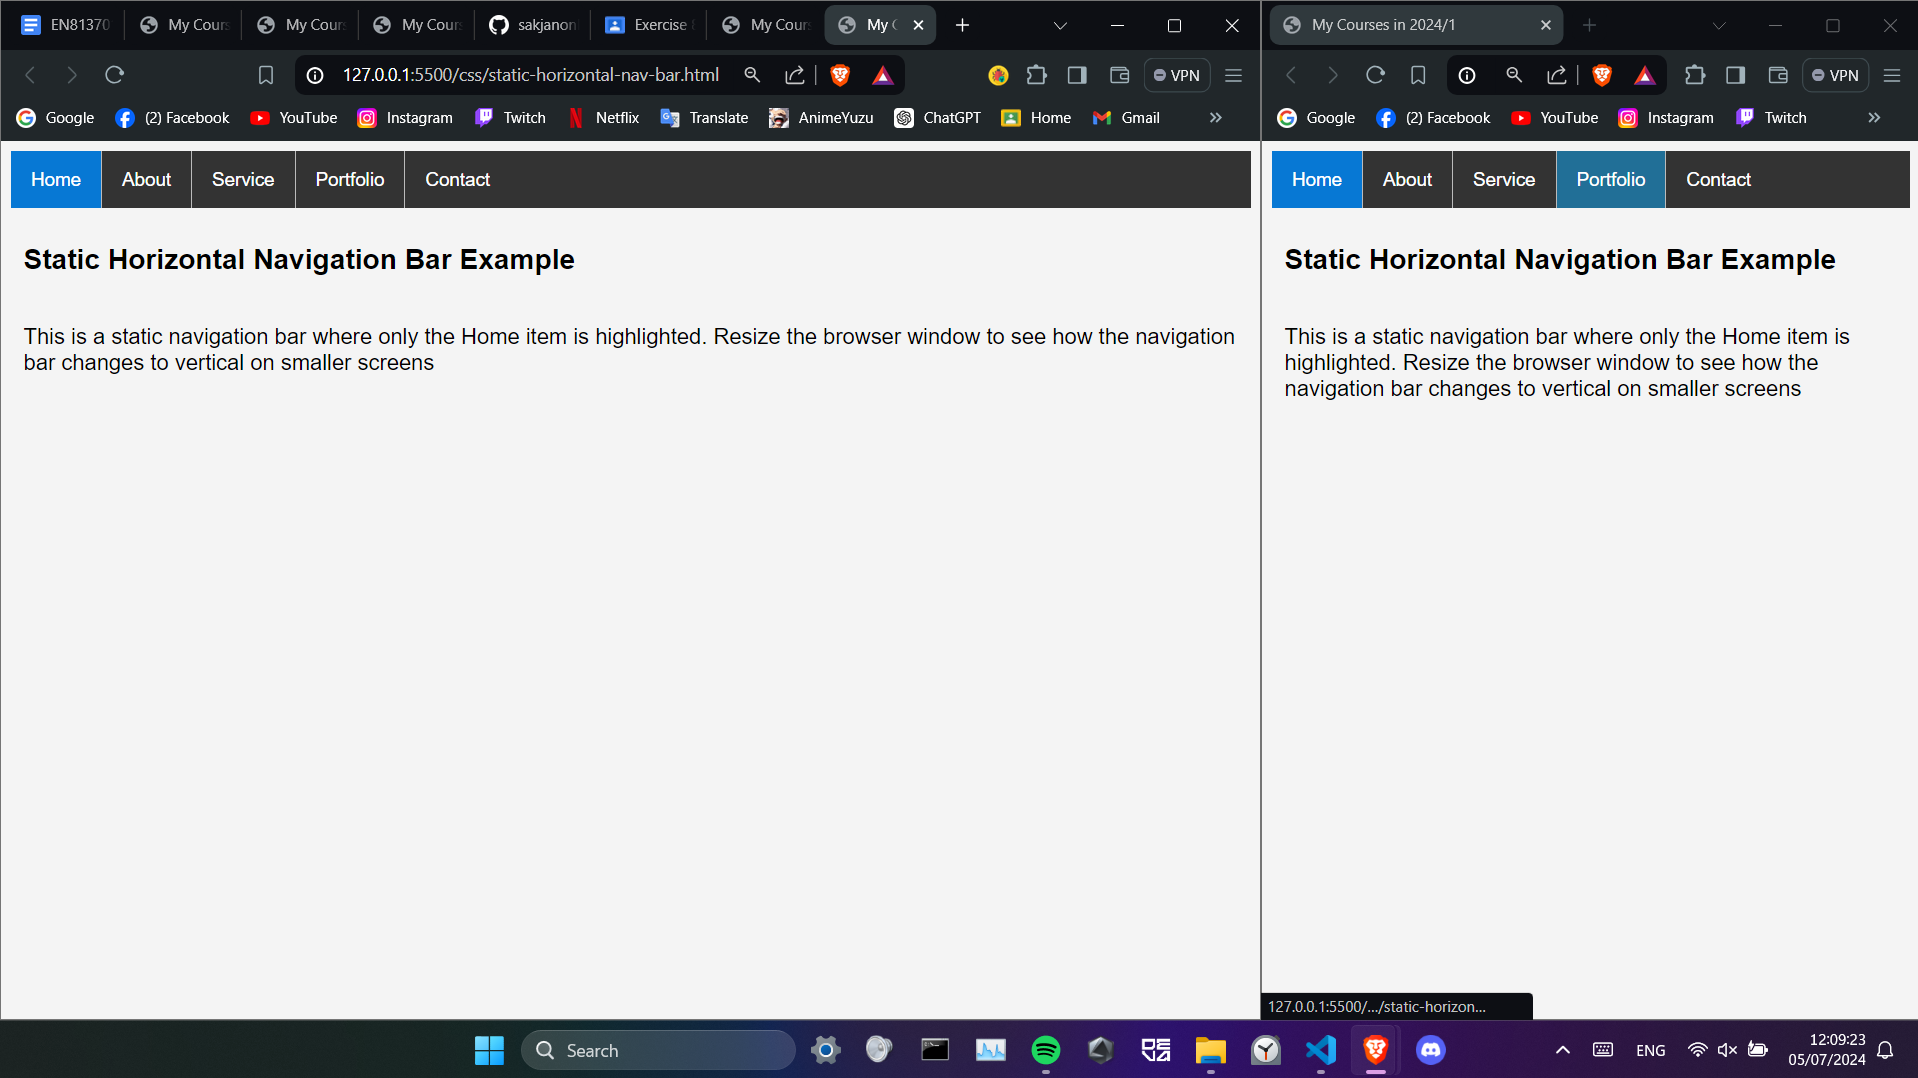 EN81370
My Cour
My Cour
My Cour
sakjanon
Exercise
My Cour
My C
127.0.0.1:5500/css/static-horizontal-nav-bar.html
VPN
Google
(2) Facebook
YouTube
Instagram
Twitch
Netflix
Translate
AnimeYuzu
ChatGPT
Home
Gmail
Home
About
Service
Portfolio
Contact
Static Horizontal Navigation Bar Example
This is a static navigation bar where only the Home item is highlighted. Resize the browser window to see how the navigation
bar changes to vertical on smaller screens
My Courses in 2024/1
VPN
Google
(2) Facebook
YouTube
Instagram
Twitch
Home
About
Service
Portfolio
Contact
Static Horizontal Navigation Bar Example
This is a static navigation bar where only the Home item is
highlighted. Resize the browser window to see how the
navigation bar changes to vertical on smaller screens
127.0.0.1:5500/.../static-horizon...
Search
ENG
12:09:23
05/07/2024